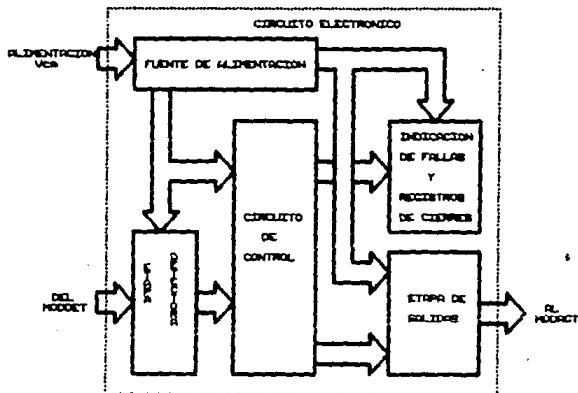 CIRCUITO ELECTRONICO
ALIMENTACION
Vca
FUENTE DE ALIMENTACION
INDICACION
DE FALLAS
Y
REGISTROS
DE CIERRES
CIRCUITO
DE
CONTROL
DEL
MODDET
ETAPA DE
SALIDAS
AL
MODACT